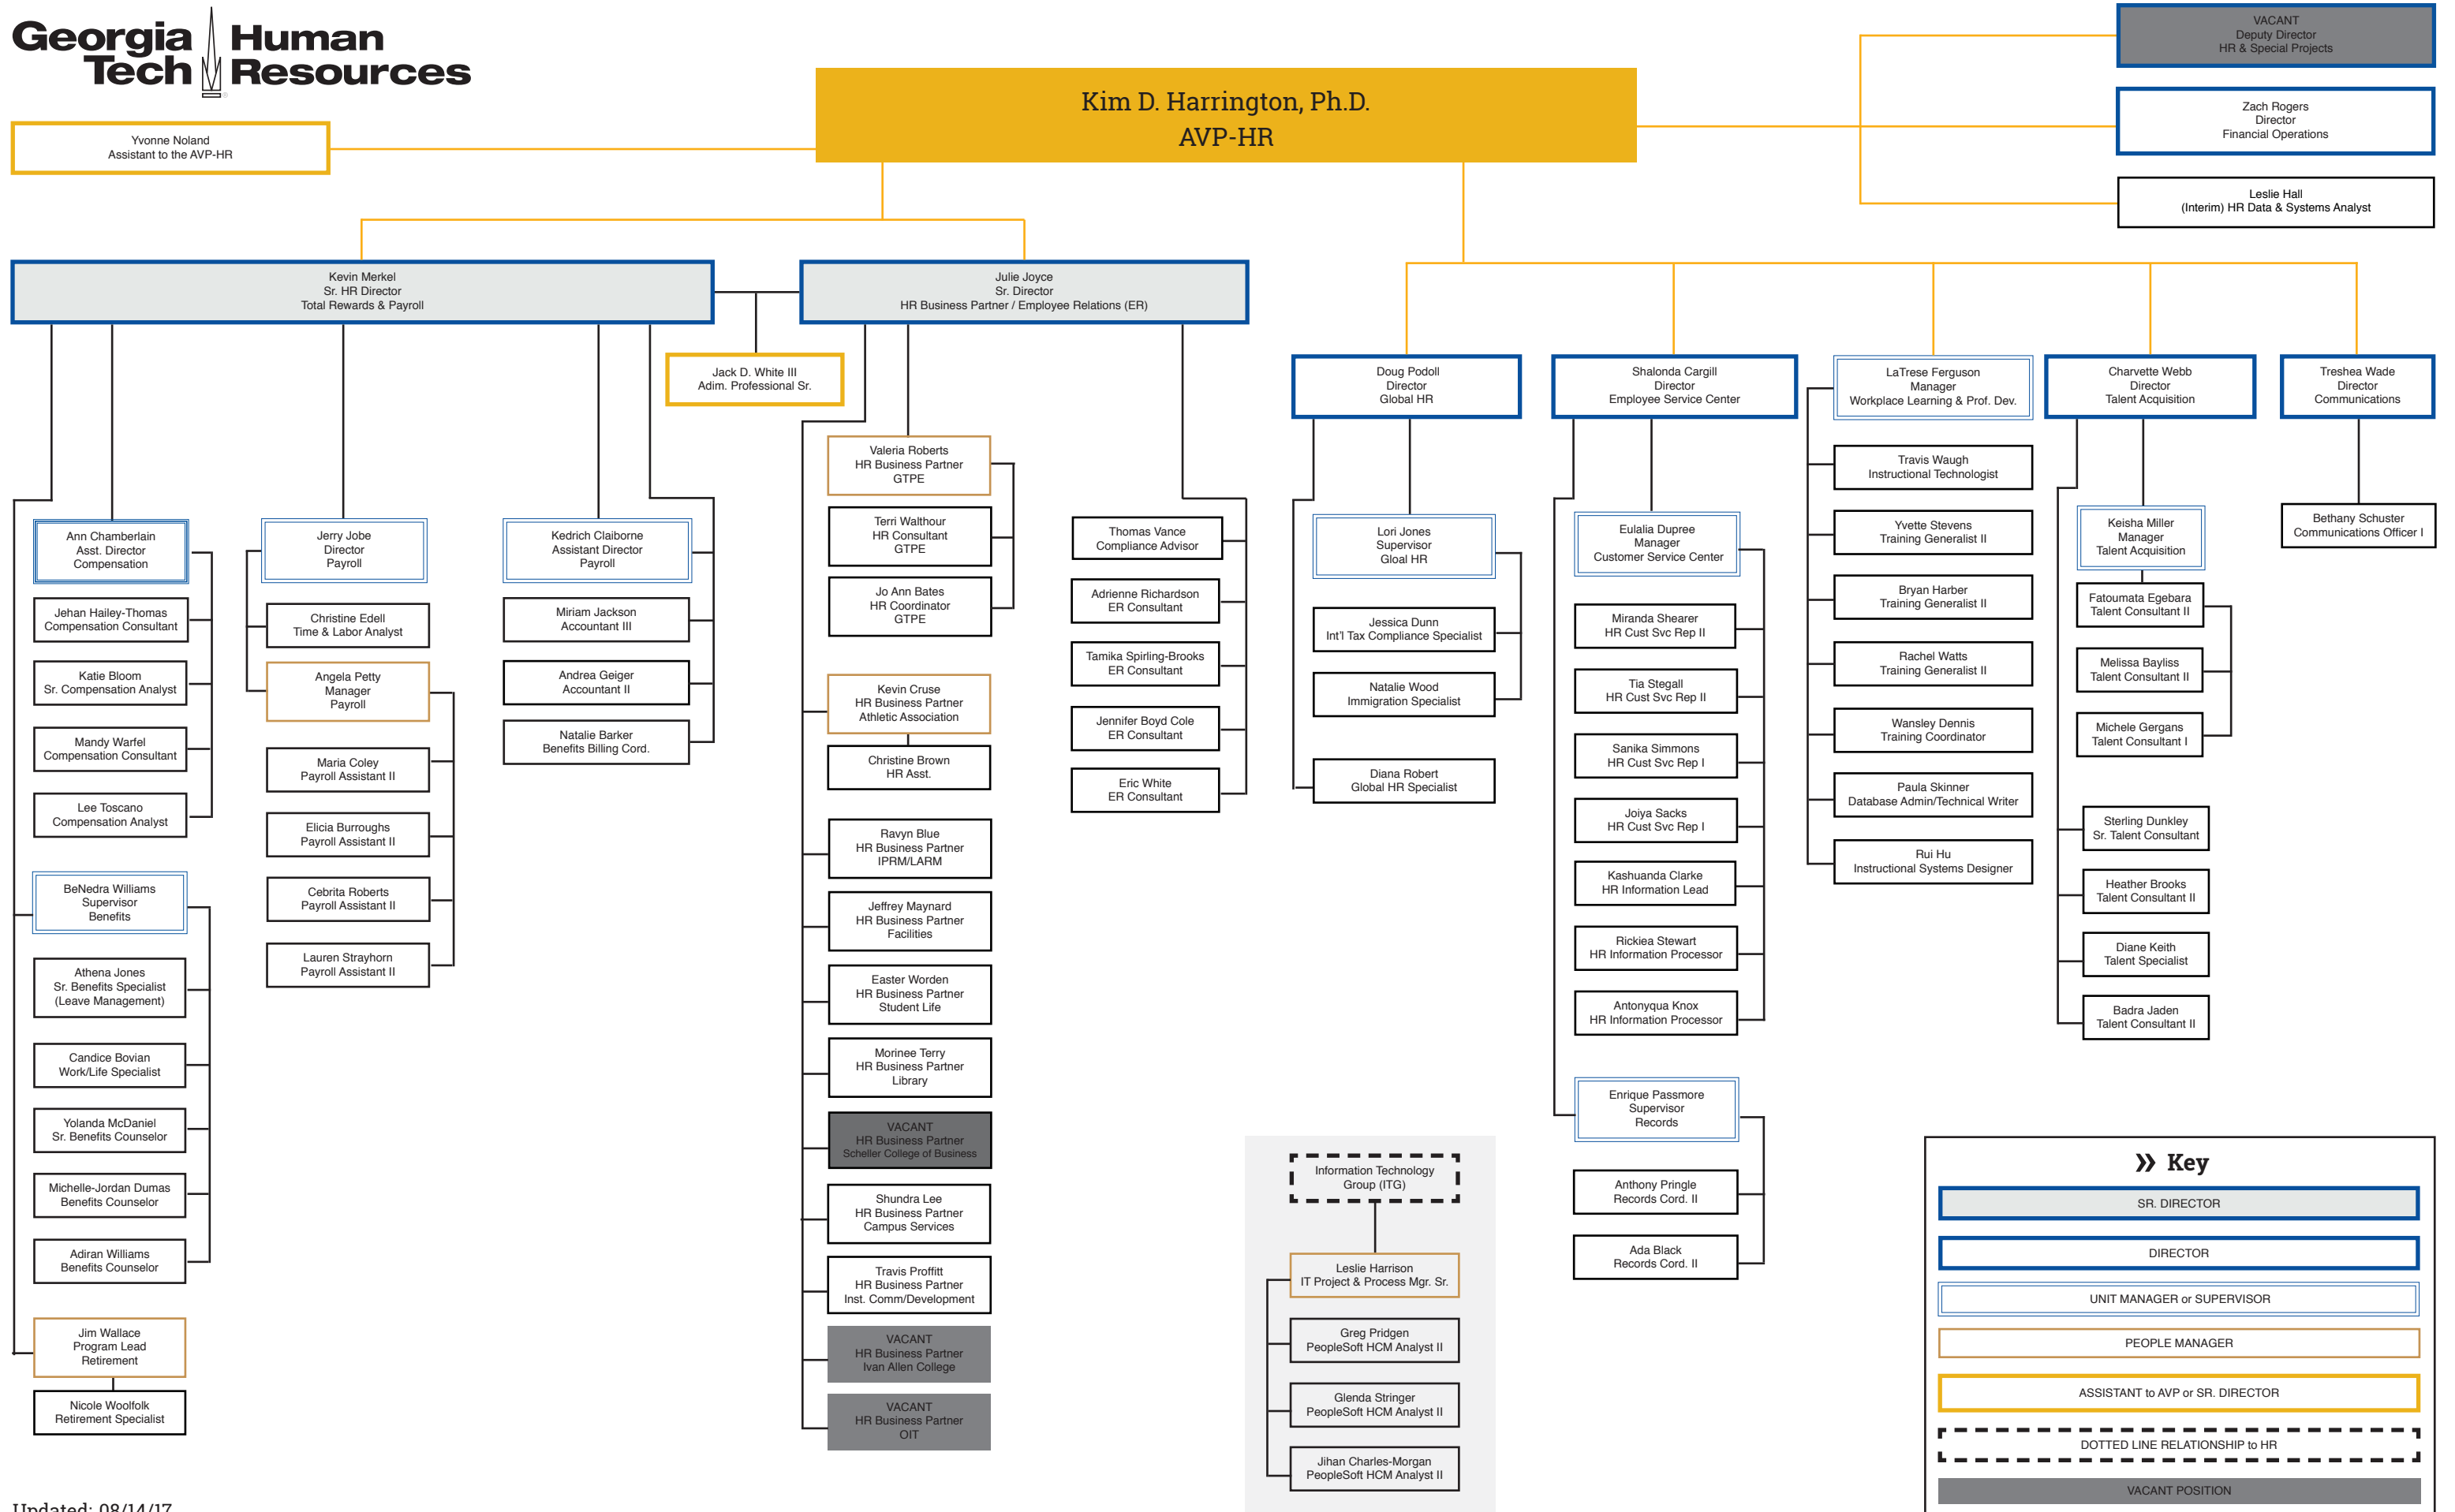 Georgia Tech
Human Resources
®
Kim D. Harrington, Ph.D.
AVP-HR
Yvonne Noland
Assistant to the AVP-HR
VACANT
Deputy Director
HR & Special Projects
Zach Rogers
Director
Financial Operations
Leslie Hall
(Interim) HR Data & Systems Analyst
Kevin Merkel
Sr. HR Director
Total Rewards & Payroll
Julie Joyce
Sr. Director
HR Business Partner / Employee Relations (ER)
Jack D. White III
Adim. Professional Sr.
Ann Chamberlain
Asst. Director
Compensation
Jehan Hailey-Thomas
Compensation Consultant
Katie Bloom
Sr. Compensation Analyst
Mandy Warfel
Compensation Consultant
Lee Toscano
Compensation Analyst
BeNedra Williams
Supervisor
Benefits
Athena Jones
Sr. Benefits Specialist
(Leave Management)
Candice Bovian
Work/Life Specialist
Yolanda McDaniel
Sr. Benefits Counselor
Michelle-Jordan Dumas
Benefits Counselor
Adiran Williams
Benefits Counselor
Jim Wallace
Program Lead
Retirement
Nicole Woolfolk
Retirement Specialist
Jerry Jobe
Director
Payroll
Christine Edell
Time & Labor Analyst
Angela Petty
Manager
Payroll
Maria Coley
Payroll Assistant II
Elicia Burroughs
Payroll Assistant II
Cebrita Roberts
Payroll Assistant II
Lauren Strayhorn
Payroll Assistant II
Kedrich Claiborne
Assistant Director
Payroll
Miriam Jackson
Accountant III
Andrea Geiger
Accountant II
Natalie Barker
Benefits Billing Cord.
Valeria Roberts
HR Business Partner
GTPE
Terri Walthour
HR Consultant
GTPE
Jo Ann Bates
HR Coordinator
GTPE
Kevin Cruse
HR Business Partner
Athletic Association
Christine Brown
HR Asst.
Ravyn Blue
HR Business Partner
IPRM/LARM
Jeffrey Maynard
HR Business Partner
Facilities
Easter Worden
HR Business Partner
Student Life
Morinee Terry
HR Business Partner
Library
VACANT
HR Business Partner
Scheller College of Business
Shundra Lee
HR Business Partner
Campus Services
Travis Proffitt
HR Business Partner
Inst. Comm/Development
VACANT
HR Business Partner
Ivan Allen College
VACANT
HR Business Partner
OIT
Thomas Vance
Compliance Advisor
Adrienne Richardson
ER Consultant
Tamika Spirling-Brooks
ER Consultant
Jennifer Boyd Cole
ER Consultant
Eric White
ER Consultant
Doug Podoll
Director
Global HR
Lori Jones
Supervisor
Gloal HR
Jessica Dunn
Int'l Tax Compliance Specialist
Natalie Wood
Immigration Specialist
Diana Robert
Global HR Specialist
Shalonda Cargill
Director
Employee Service Center
Eulalia Dupree
Manager
Customer Service Center
Miranda Shearer
HR Cust Svc Rep II
Tia Stegall
HR Cust Svc Rep II
Sanika Simmons
HR Cust Svc Rep I
Joiya Sacks
HR Cust Svc Rep I
Kashuanda Clarke
HR Information Lead
Rickiea Stewart
HR Information Processor
Antonyqua Knox
HR Information Processor
Enrique Passmore
Supervisor
Records
Anthony Pringle
Records Cord. II
Ada Black
Records Cord. II
LaTrese Ferguson
Manager
Workplace Learning & Prof. Dev.
Travis Waugh
Instructional Technologist
Yvette Stevens
Training Generalist II
Bryan Harber
Training Generalist II
Rachel Watts
Training Generalist II
Wansley Dennis
Training Coordinator
Paula Skinner
Database Admin/Technical Writer
Rui Hu
Instructional Systems Designer
Charvette Webb
Director
Talent Acquisition
Keisha Miller
Manager
Talent Acquisition
Fatoumata Egebara
Talent Consultant II
Melissa Bayliss
Talent Consultant II
Michele Gergans
Talent Consultant I
Sterling Dunkley
Sr. Talent Consultant
Heather Brooks
Talent Consultant II
Diane Keith
Talent Specialist
Badra Jaden
Talent Consultant II
Treshea Wade
Director
Communications
Bethany Schuster
Communications Officer I
Information Technology
Group (ITG)
Leslie Harrison
IT Project & Process Mgr. Sr.
Greg Pridgen
PeopleSoft HCM Analyst II
Glenda Stringer
PeopleSoft HCM Analyst II
Jihan Charles-Morgan
PeopleSoft HCM Analyst II
» Key
SR. DIRECTOR
DIRECTOR
UNIT MANAGER or SUPERVISOR
PEOPLE MANAGER
ASSISTANT to AVP or SR. DIRECTOR
DOTTED LINE RELATIONSHIP to HR
VACANT POSITION
Updated: 08/14/17